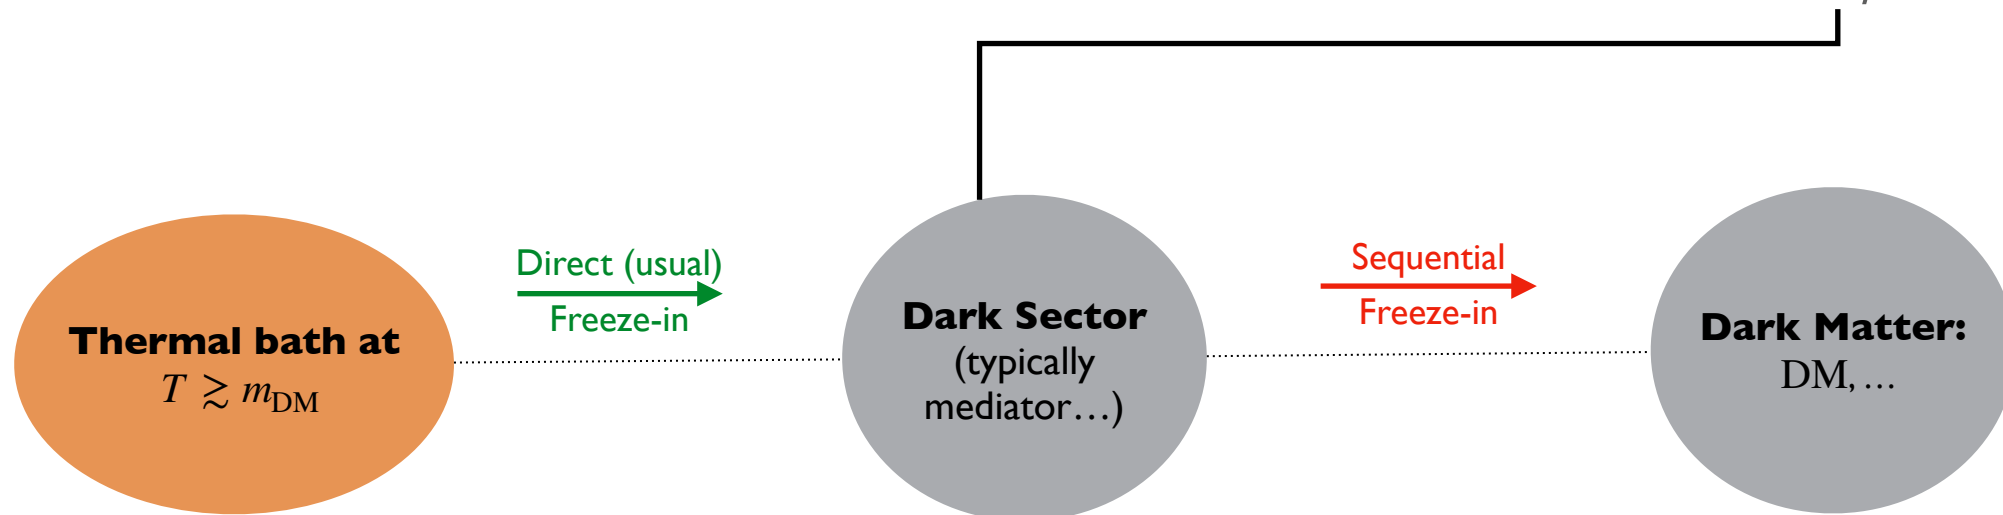 Direct (usual)
Freeze-in
Sequential
Freeze-in
Thermal bath at
T ≳ m_DM
Dark Sector
(typically
mediator…)
Dark Matter:
DM, …